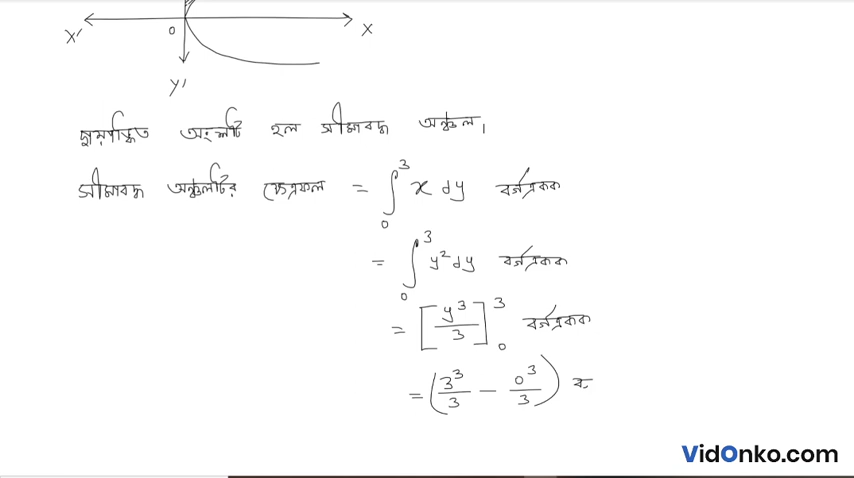 X' 0 X
Y'
ছায়াঙ্কিত অংশটি হল সীমাবদ্ধ অঞ্চল।
সীমাবদ্ধ অঞ্চলটির ক্ষেত্রফল = ∫₀³ x dy বর্গএকক
= ∫₀³ y² dy বর্গএকক
= [y³/3]₀³ বর্গএকক
= (3³/3 − 0³/3) ব
VidOnko.com